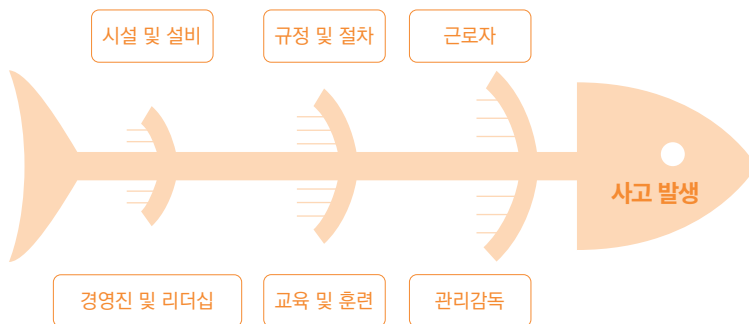 시설 및 설비
규정 및 절차
근로자
사고 발생
경영진 및 리더십
교육 및 훈련
관리감독